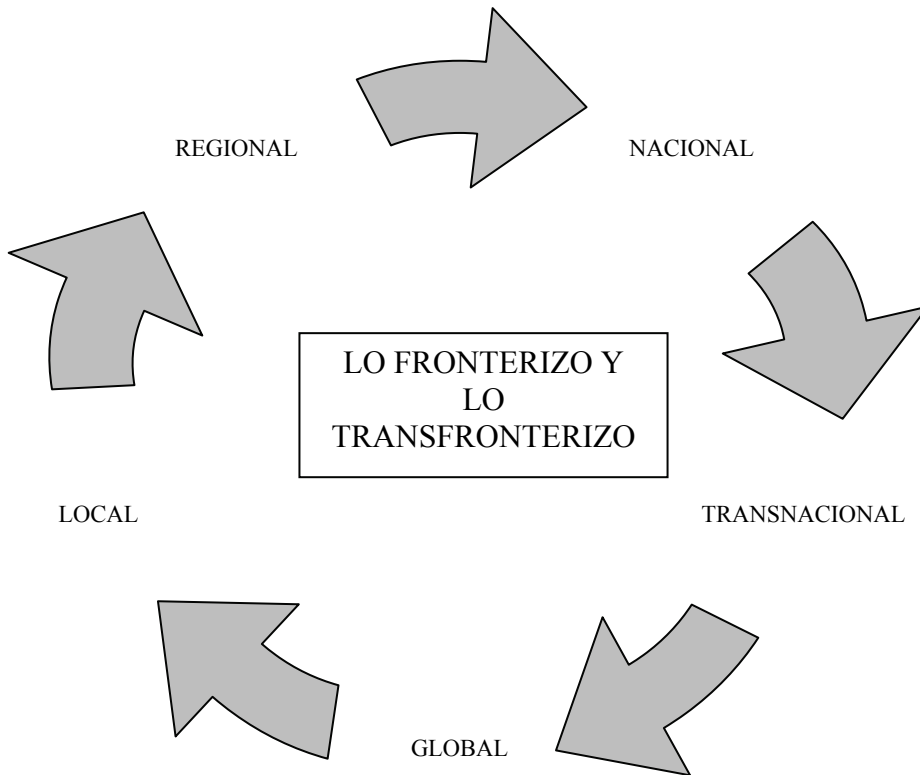 REGIONAL
NACIONAL
LO FRONTERIZO Y
LO
TRANSFRONTERIZO
LOCAL
TRANSNACIONAL
GLOBAL